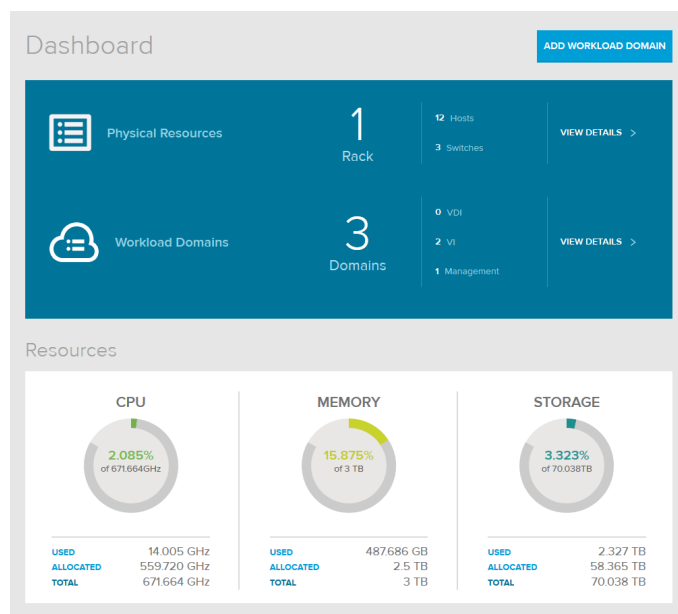 Dashboard
ADD WORKLOAD DOMAIN
Physical Resources
1
Rack
12 Hosts
3 Switches
VIEW DETAILS >
Workload Domains
3
Domains
0 VDI
2 VI
1 Management
VIEW DETAILS >
Resources
CPU
2.085%
of 671.664GHz
USED 14.005 GHz
ALLOCATED 559.720 GHz
TOTAL 671.664 GHz
MEMORY
15.875%
of 3 TB
USED 487.686 GB
ALLOCATED 2.5 TB
TOTAL 3 TB
STORAGE
3.323%
of 70.038TB
USED 2.327 TB
ALLOCATED 58.365 TB
TOTAL 70.038 TB